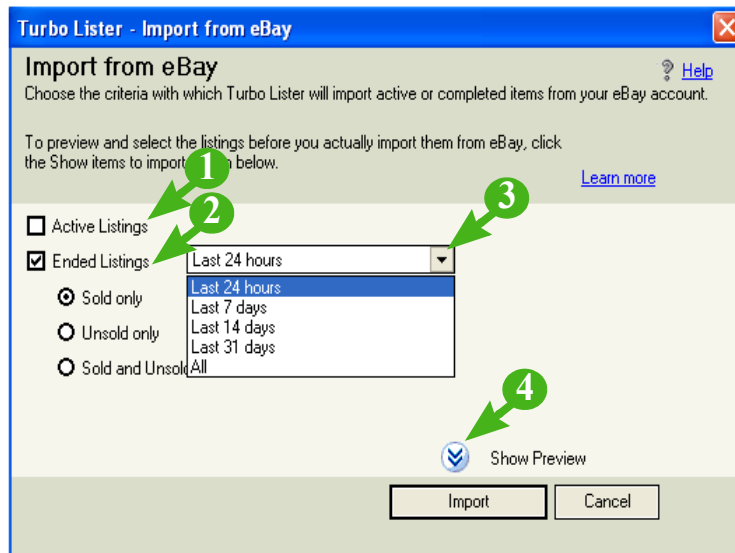 Turbo Lister - Import from eBay
Import from eBay
? Help
Choose the criteria with which Turbo Lister will import active or completed items from your eBay account.
To preview and select the listings before you actually import them from eBay, click
the Show items to import below.
Learn more
1
Active Listings
2
3
Ended Listings
Last 24 hours
Last 24 hours
Sold only
Last 7 days
Last 14 days
Unsold only
Last 31 days
Sold and Unsold
All
4
Show Preview
Import
Cancel